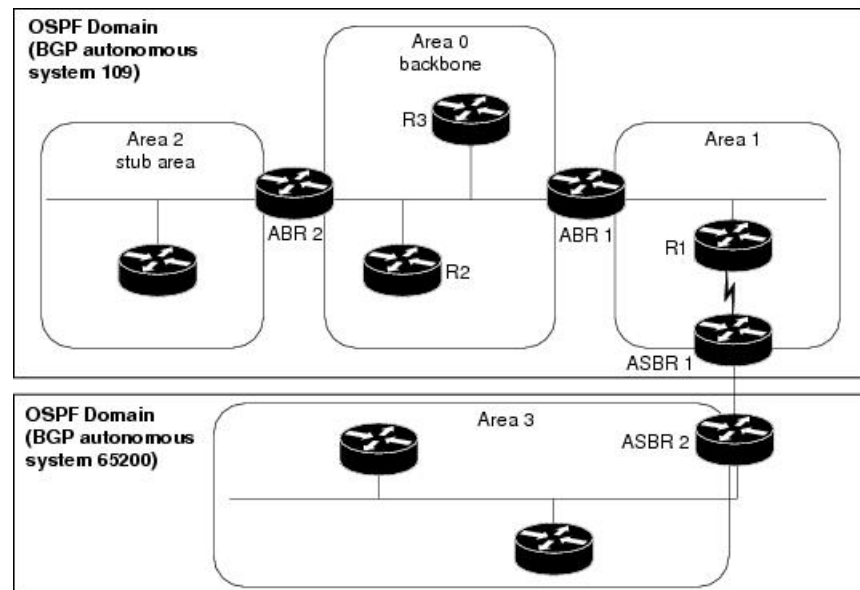 OSPF Domain
(BGP autonomous
system 109)
Area 0
backbone
R3
Area 2
stub area
Area 1
ABR 2
ABR 1
R1
R2
ASBR 1
OSPF Domain
(BGP autonomous
system 65200)
Area 3
ASBR 2